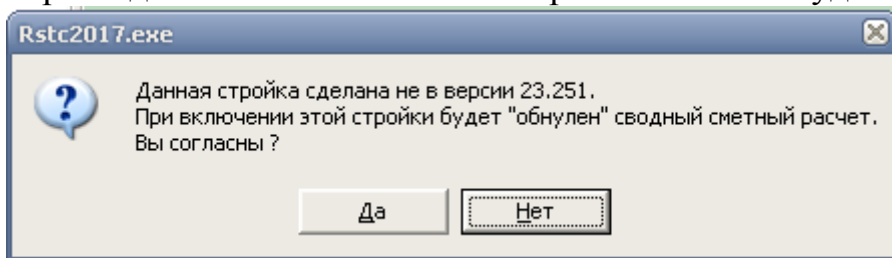 Rstc2017.exe
Данная стройка сделана не в версии 23.251.
При включении этой стройки будет "обнулен" сводный сметный расчет.
Вы согласны ?
Да
Нет